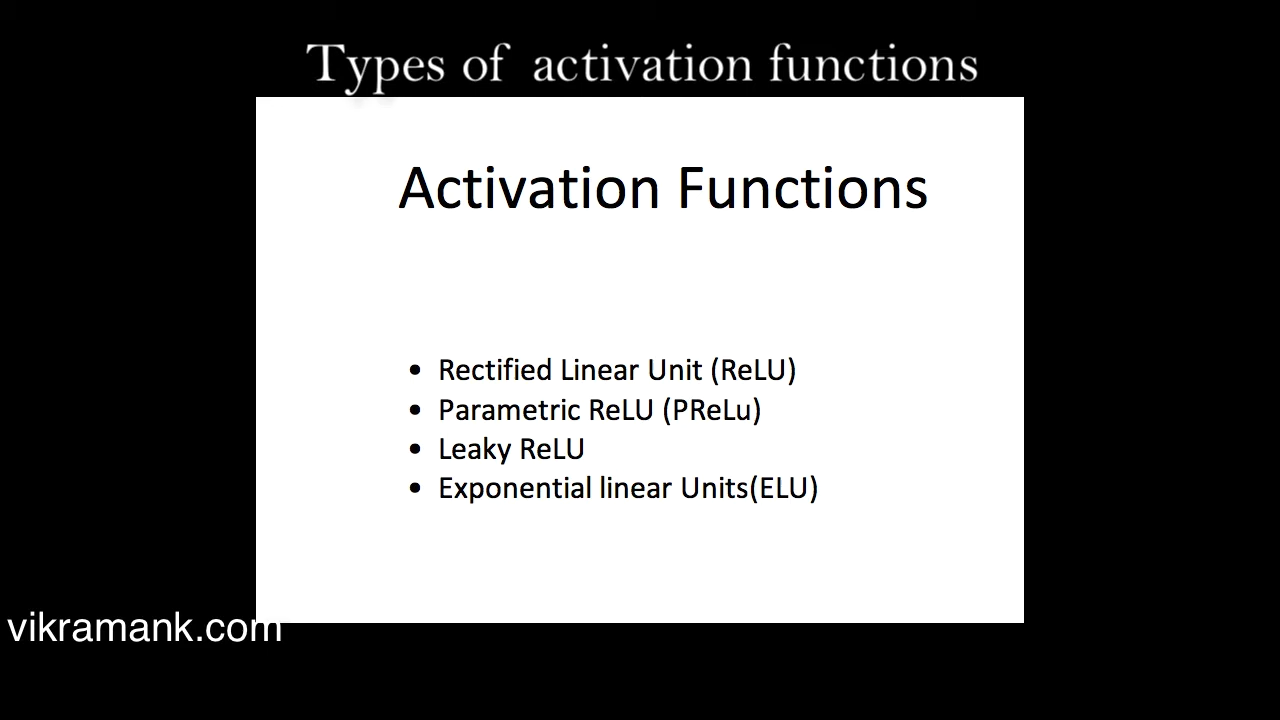 Types of activation functions
Activation Functions
• Rectified Linear Unit (ReLU)
• Parametric ReLU (PReLu)
• Leaky ReLU
• Exponential linear Units(ELU)
vikramank.com